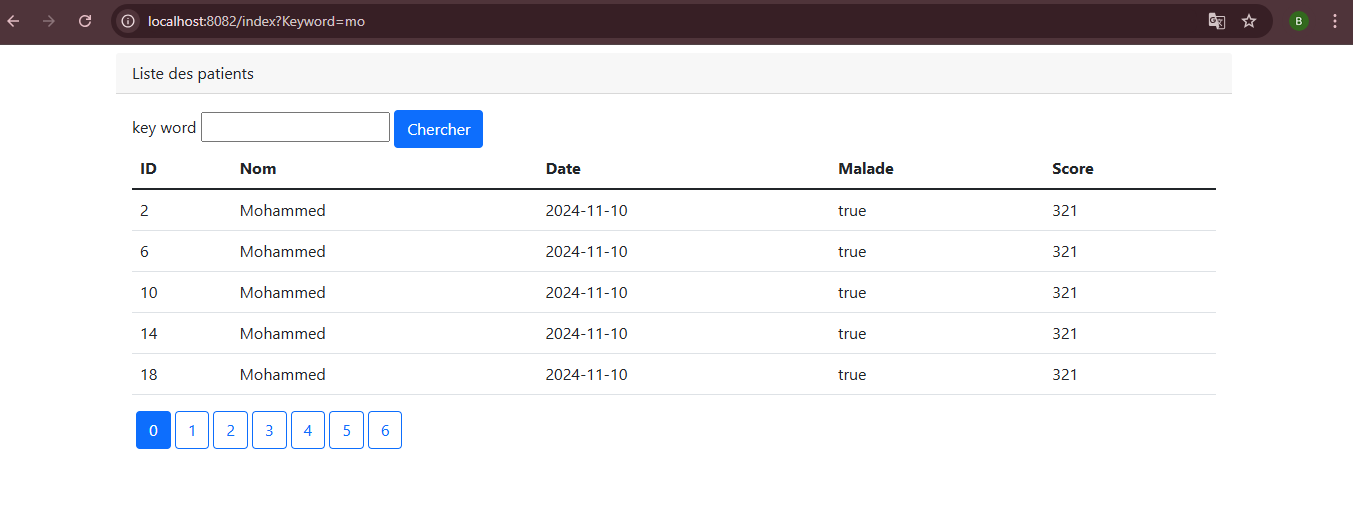 localhost:8082/index?Keyword=mo
B
Liste des patients
key word Chercher
ID Nom Date Malade Score
2 Mohammed 2024-11-10 true 321
6 Mohammed 2024-11-10 true 321
10 Mohammed 2024-11-10 true 321
14 Mohammed 2024-11-10 true 321
18 Mohammed 2024-11-10 true 321
0 1 2 3 4 5 6